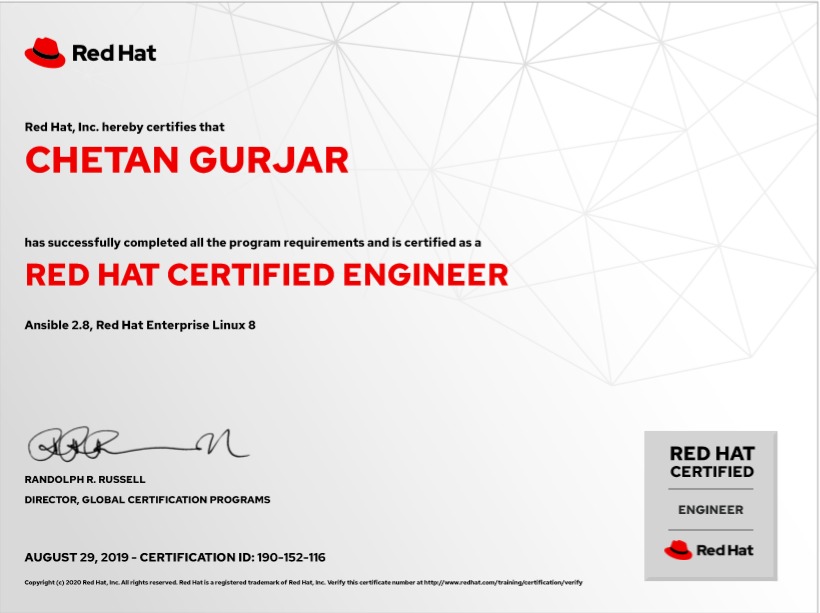 Red Hat
Red Hat, Inc. hereby certifies that
CHETAN GURJAR
has successfully completed all the program requirements and is certified as a
RED HAT CERTIFIED ENGINEER
Ansible 2.8, Red Hat Enterprise Linux 8
RANDOLPH R. RUSSELL
DIRECTOR, GLOBAL CERTIFICATION PROGRAMS
RED HAT
CERTIFIED
ENGINEER
Red Hat
AUGUST 29, 2019 - CERTIFICATION ID: 190-152-116
Copyright (c) 2020 Red Hat, Inc. All rights reserved. Red Hat is a registered trademark of Red Hat, Inc. Verify this certificate number at http://www.redhat.com/training/certification/verify